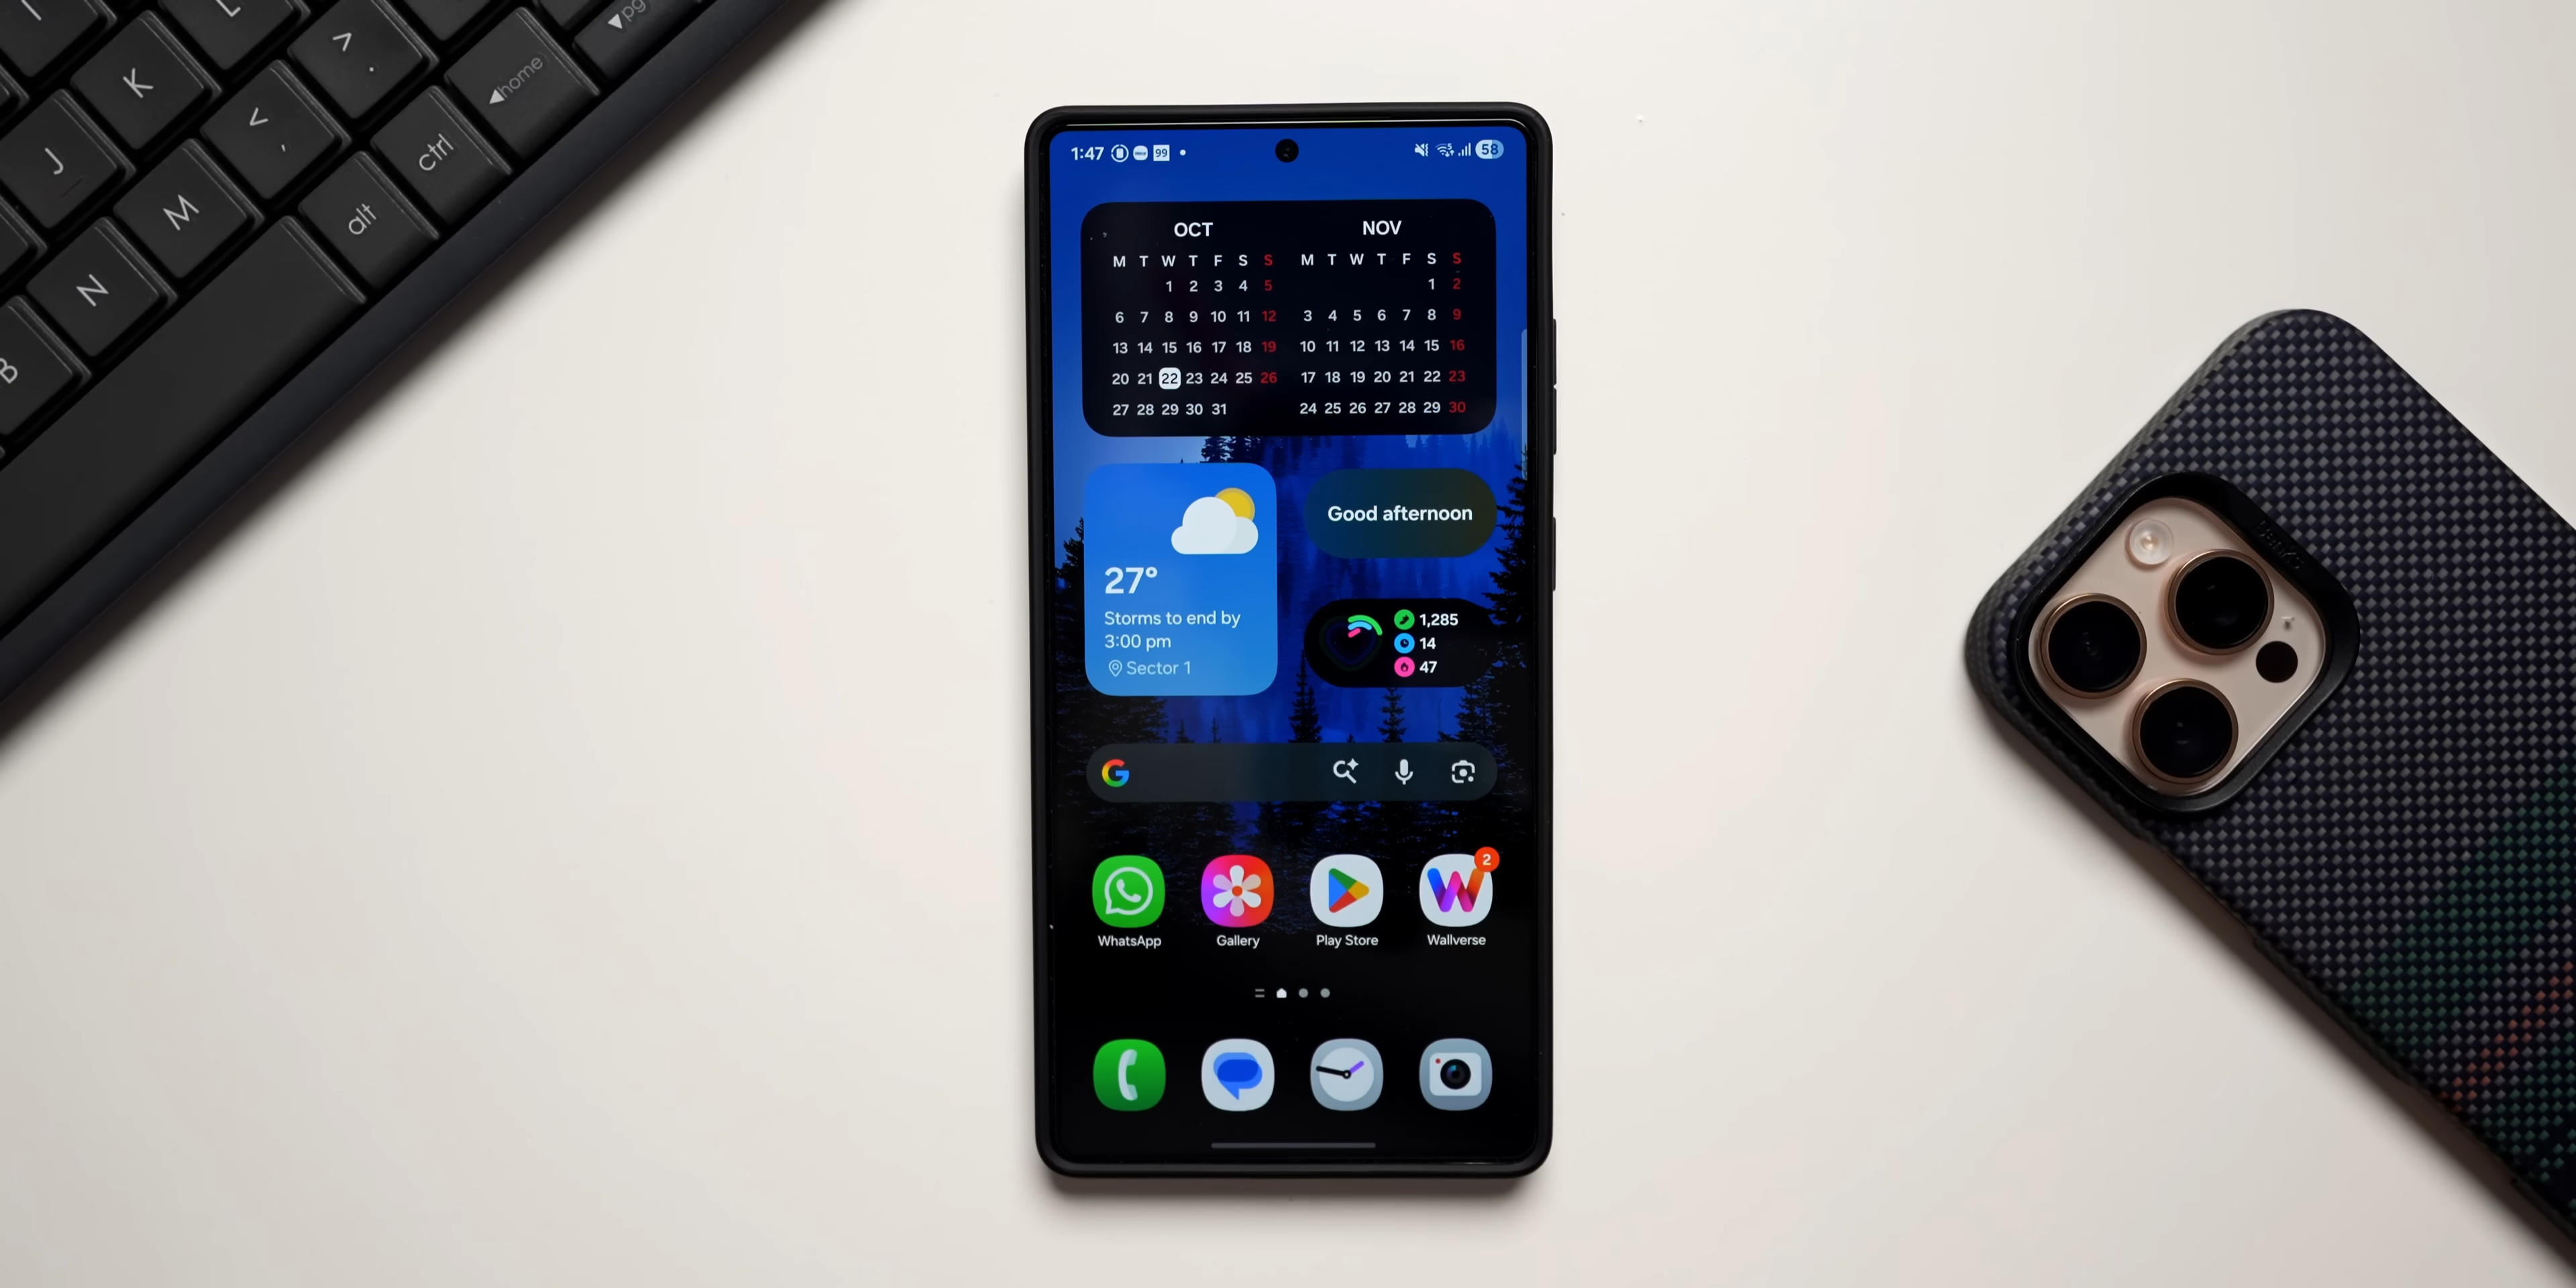 L
K
>
.
▲home
▼pg
J
<
,
ctrl
M
alt
N
B
1:47 99
58
OCT
M T W T F S S
1 2 3 4 5
6 7 8 9 10 11 12
13 14 15 16 17 18 19
20 21 22 23 24 25 26
27 28 29 30 31
NOV
M T W T F S S
1 2
3 4 5 6 7 8 9
10 11 12 13 14 15 16
17 18 19 20 21 22 23
24 25 26 27 28 29 30
27°
Storms to end by
3:00 pm
Sector 1
Good afternoon
1,285
14
47
G
2
WhatsApp Gallery Play Store Wallverse